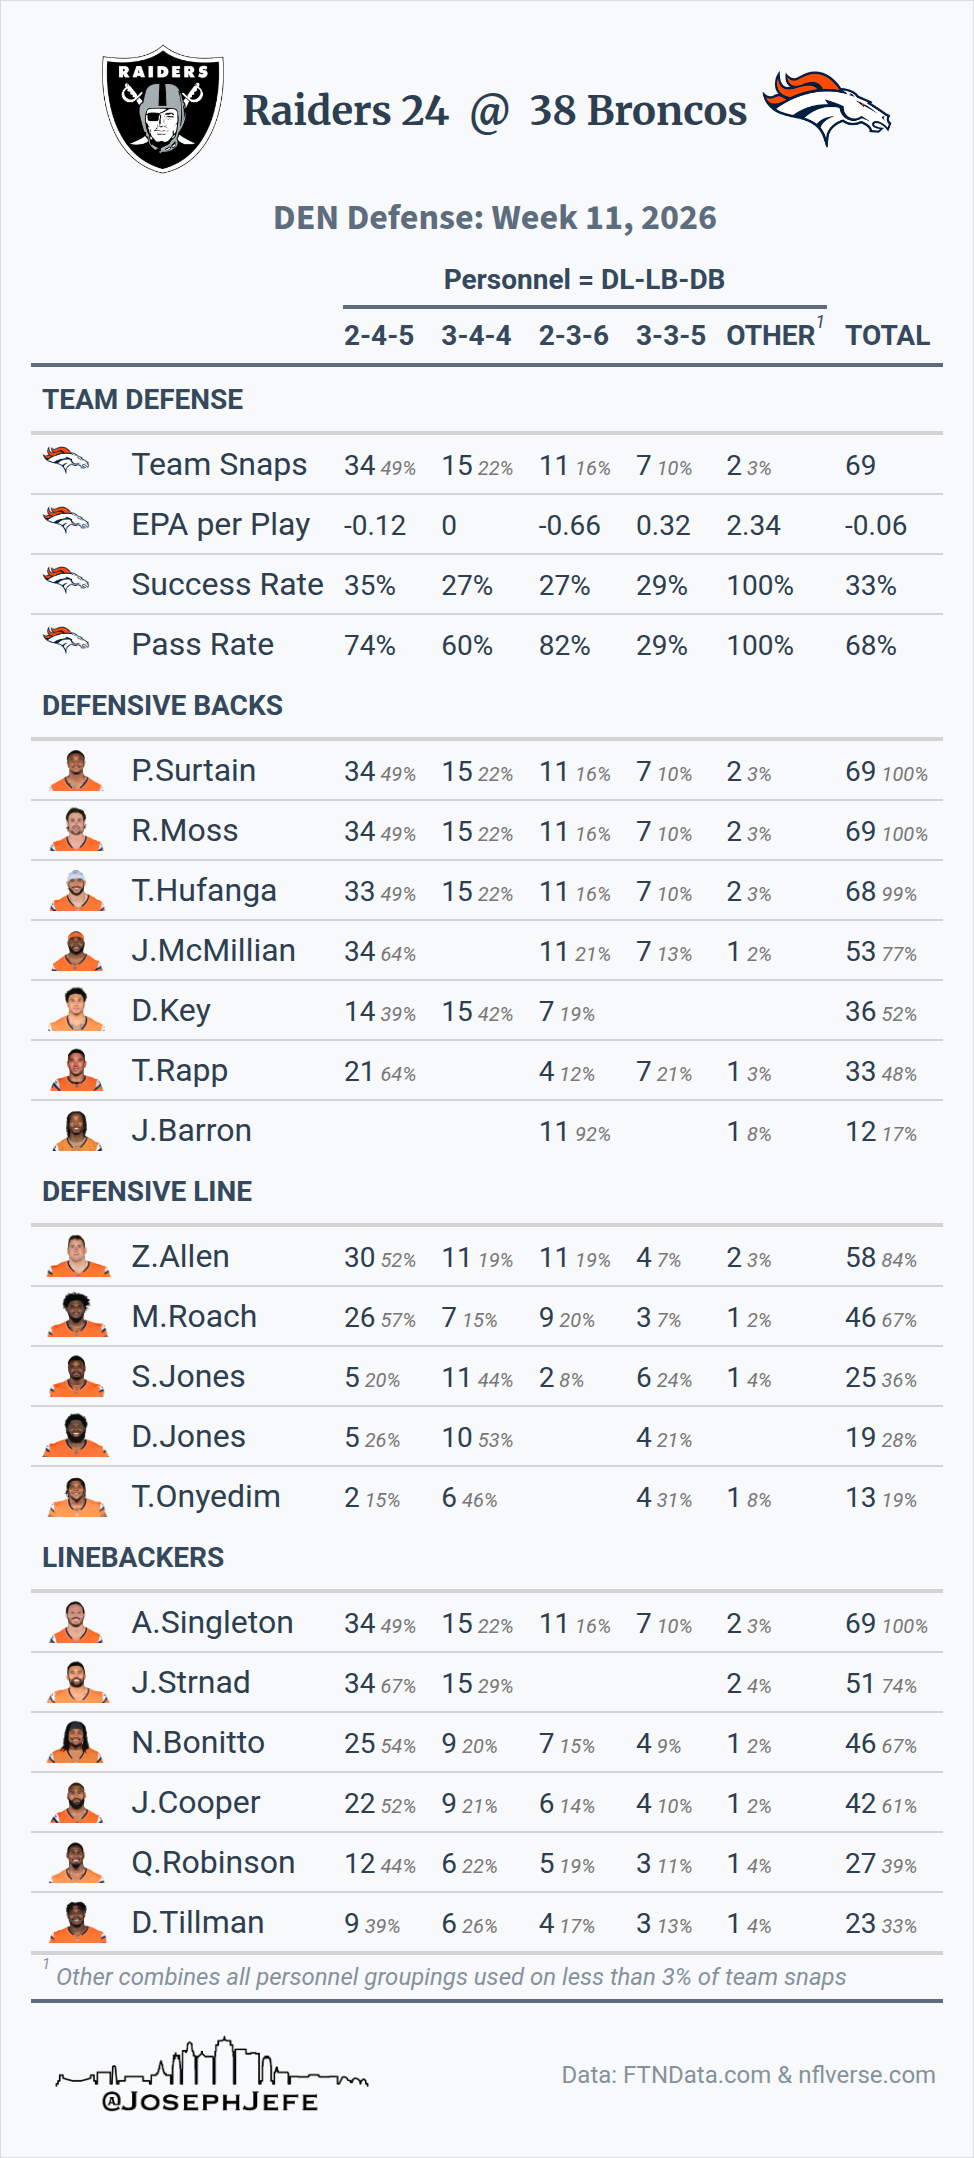 RAIDERS
Raiders 24 @ 38 Broncos
DEN Defense: Week 11, 2026
Personnel = DL-LB-DB
2-4-5 3-4-4 2-3-6 3-3-5 OTHER1 TOTAL
TEAM DEFENSE
Team Snaps 34 49% 15 22% 11 16% 7 10% 2 3% 69
EPA per Play -0.12 0 -0.66 0.32 2.34 -0.06
Success Rate 35% 27% 27% 29% 100% 33%
Pass Rate 74% 60% 82% 29% 100% 68%
DEFENSIVE BACKS
P.Surtain 34 49% 15 22% 11 16% 7 10% 2 3% 69 100%
R.Moss 34 49% 15 22% 11 16% 7 10% 2 3% 69 100%
T.Hufanga 33 49% 15 22% 11 16% 7 10% 2 3% 68 99%
J.McMillian 34 64% 11 21% 7 13% 1 2% 53 77%
D.Key 14 39% 15 42% 7 19% 36 52%
T.Rapp 21 64% 4 12% 7 21% 1 3% 33 48%
J.Barron 11 92% 1 8% 12 17%
DEFENSIVE LINE
Z.Allen 30 52% 11 19% 11 19% 4 7% 2 3% 58 84%
M.Roach 26 57% 7 15% 9 20% 3 7% 1 2% 46 67%
S.Jones 5 20% 11 44% 2 8% 6 24% 1 4% 25 36%
D.Jones 5 26% 10 53% 4 21% 19 28%
T.Onyedim 2 15% 6 46% 4 31% 1 8% 13 19%
LINEBACKERS
A.Singleton 34 49% 15 22% 11 16% 7 10% 2 3% 69 100%
J.Strnad 34 67% 15 29% 2 4% 51 74%
N.Bonitto 25 54% 9 20% 7 15% 4 9% 1 2% 46 67%
J.Cooper 22 52% 9 21% 6 14% 4 10% 1 2% 42 61%
Q.Robinson 12 44% 6 22% 5 19% 3 11% 1 4% 27 39%
D.Tillman 9 39% 6 26% 4 17% 3 13% 1 4% 23 33%
1 Other combines all personnel groupings used on less than 3% of team snaps
@JosephJefe
Data: FTNData.com & nflverse.com